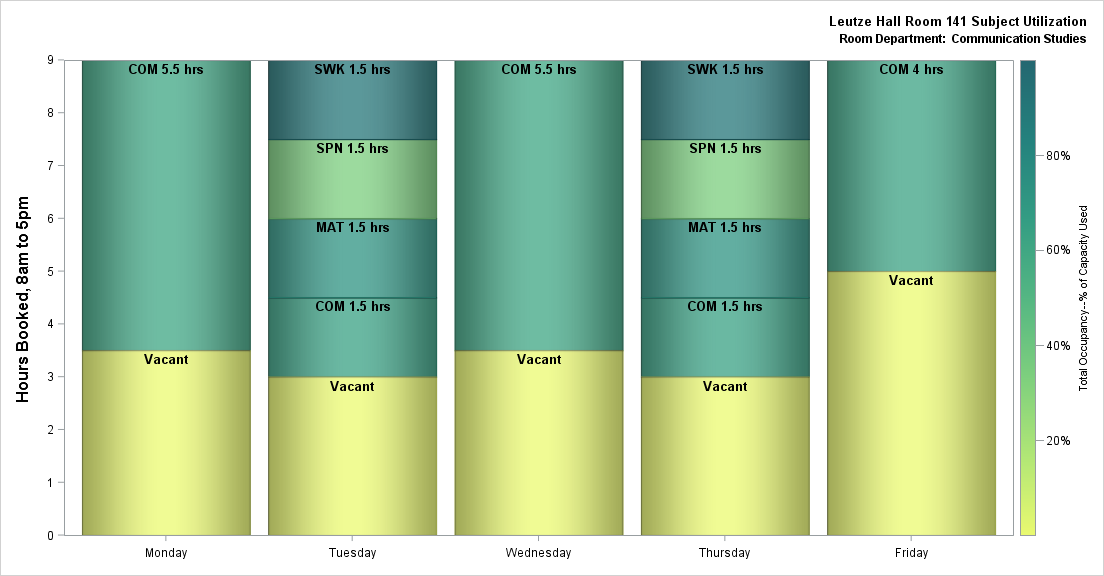 Leutze Hall Room 141 Subject Utilization
Room Department: Communication Studies
Hours Booked, 8am to 5pm
9
8
7
6
5
4
3
2
1
0
COM 5.5 hrs
Vacant
SWK 1.5 hrs
SPN 1.5 hrs
MAT 1.5 hrs
COM 1.5 hrs
Vacant
COM 5.5 hrs
Vacant
SWK 1.5 hrs
SPN 1.5 hrs
MAT 1.5 hrs
COM 1.5 hrs
Vacant
COM 4 hrs
Vacant
Monday
Tuesday
Wednesday
Thursday
Friday
80%
60%
40%
20%
Total Occupancy--% of Capacity Used